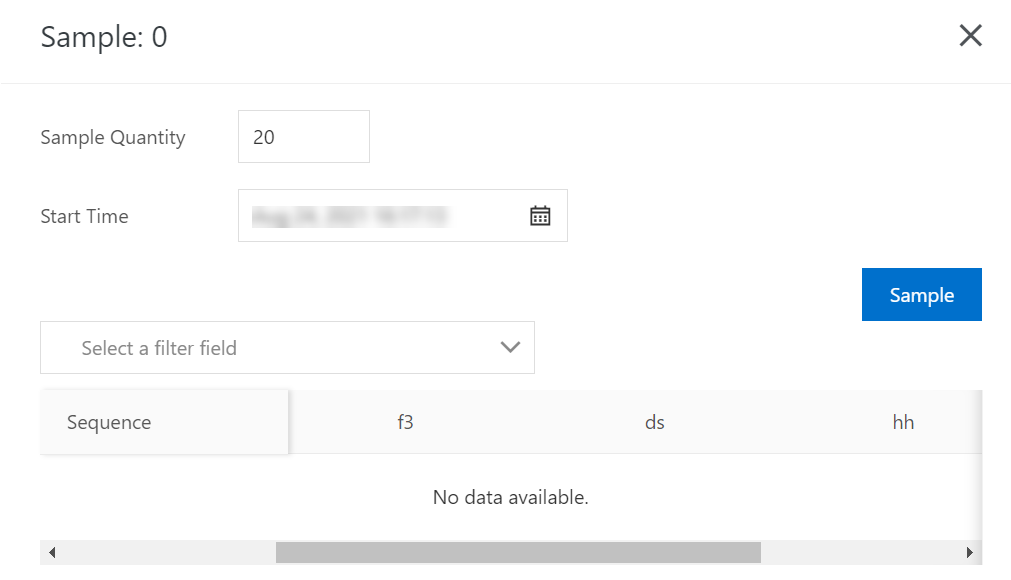 Sample: 0
Sample Quantity 20
Start Time
Sample
Select a filter field
Sequence f3 ds hh
No data available.